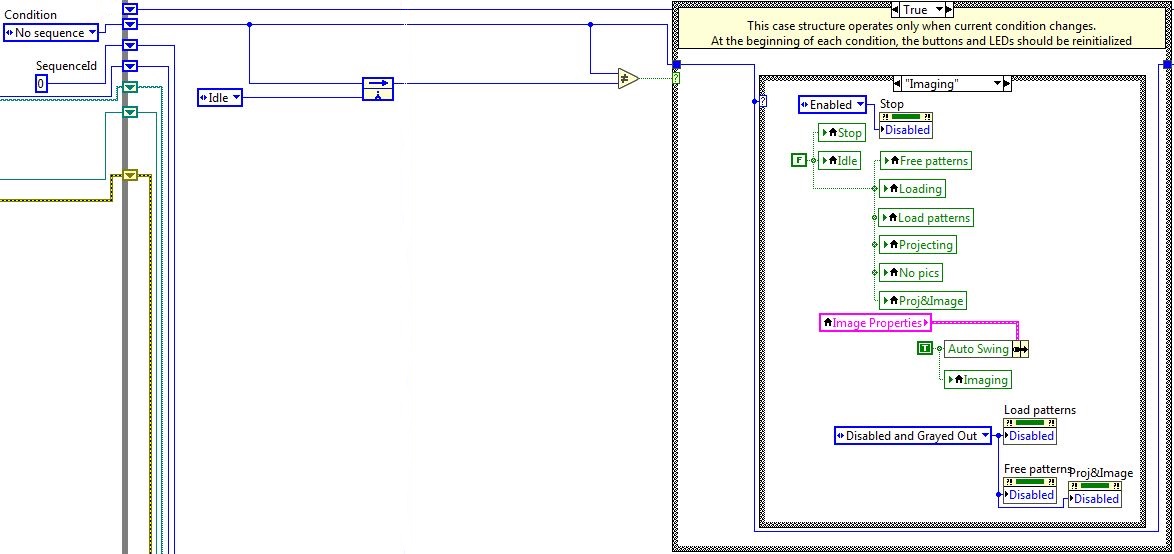 Condition
No sequence
SequenceId
0
Idle
≠
True
This case structure operates only when current condition changes.
At the beginning of each condition, the buttons and LEDs should be reinitialized
?
"Imaging"
?
Enabled
Stop
?! ?!
Disabled
Stop
F
Idle
Free patterns
Loading
Load patterns
Projecting
No pics
Proj&Image
Image Properties
T
Auto Swing
Imaging
Load patterns
?! ?!
Disabled and Grayed Out
Disabled
Free patterns
Proj&Image
?! ?!
?! ?!
Disabled
Disabled